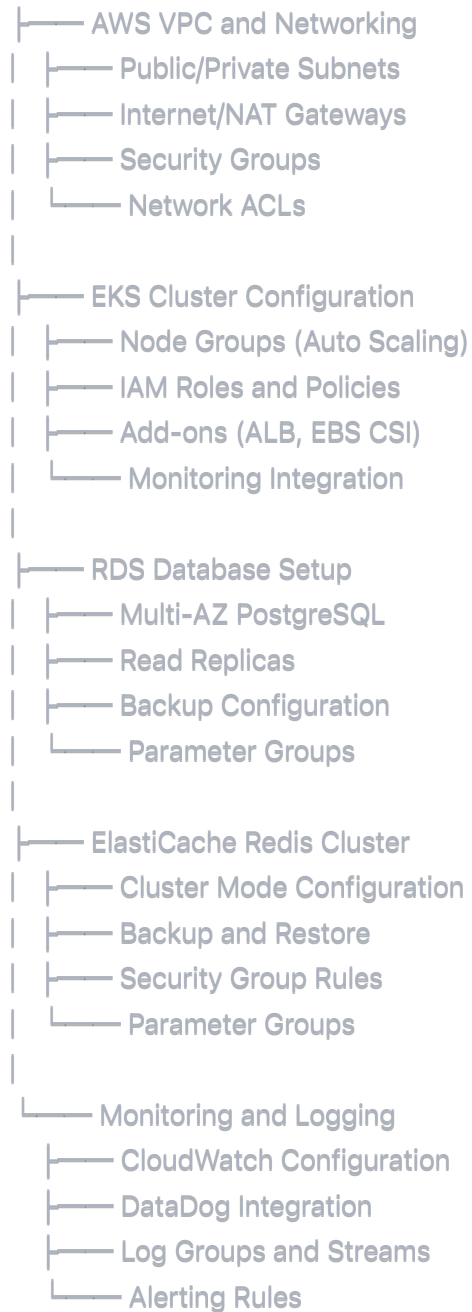 ├── AWS VPC and Networking
│ ├── Public/Private Subnets
│ ├── Internet/NAT Gateways
│ ├── Security Groups
│ └── Network ACLs
│
├── EKS Cluster Configuration
│ ├── Node Groups (Auto Scaling)
│ ├── IAM Roles and Policies
│ ├── Add-ons (ALB, EBS CSI)
│ └── Monitoring Integration
│
├── RDS Database Setup
│ ├── Multi-AZ PostgreSQL
│ ├── Read Replicas
│ ├── Backup Configuration
│ └── Parameter Groups
│
├── ElastiCache Redis Cluster
│ ├── Cluster Mode Configuration
│ ├── Backup and Restore
│ ├── Security Group Rules
│ └── Parameter Groups
│
└── Monitoring and Logging
  ├── CloudWatch Configuration
  ├── DataDog Integration
  ├── Log Groups and Streams
  └── Alerting Rules